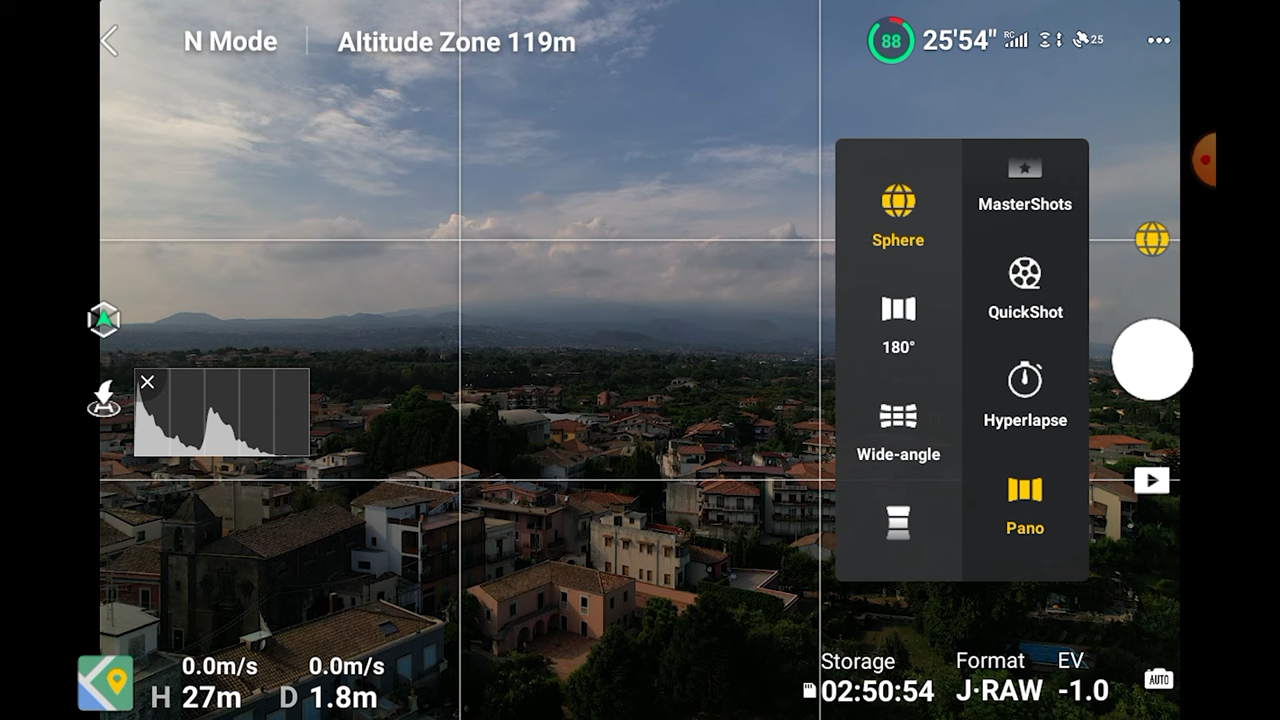 N Mode
Altitude Zone 119m
88
25'54"
RC
25
MasterShots
Sphere
QuickShot
180°
Hyperlapse
Wide-angle
Pano
0.0m/s
0.0m/s
H 27m
D 1.8m
Storage
02:50:54
Format
J·RAW
EV
-1.0
AUTO